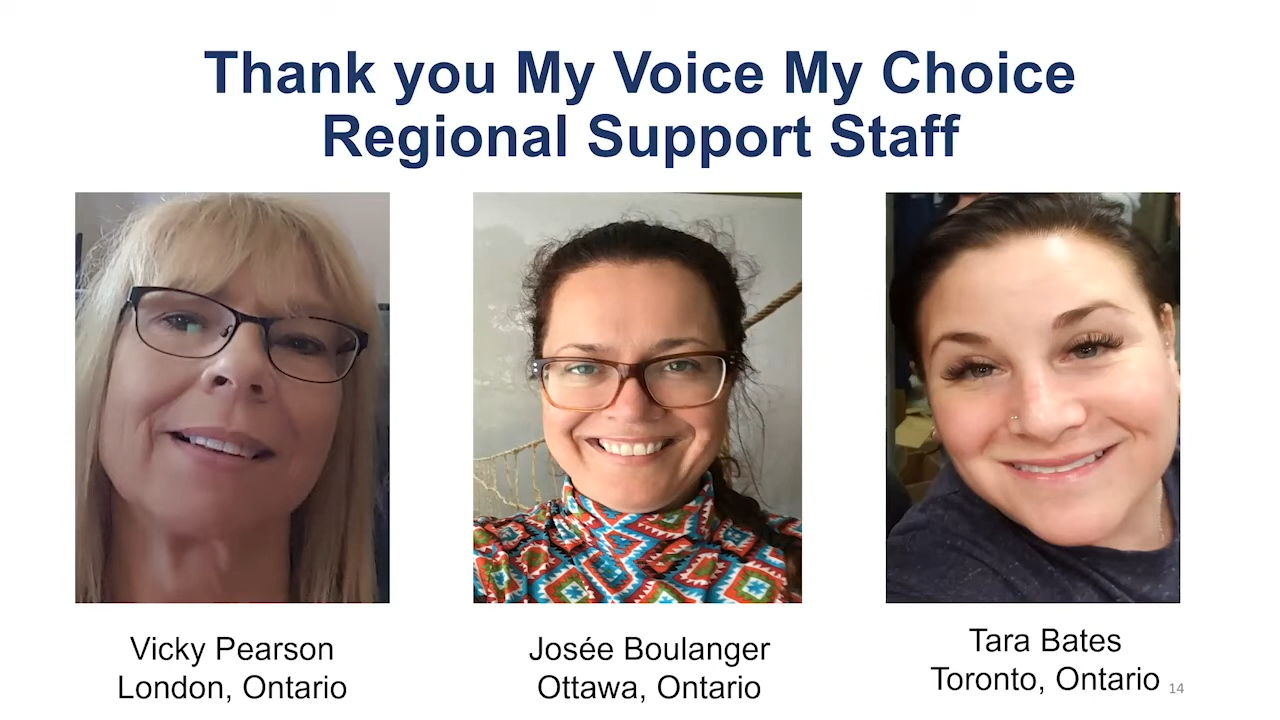 Thank you My Voice My Choice
Regional Support Staff
Vicky Pearson
London, Ontario
Josée Boulanger
Ottawa, Ontario
Tara Bates
Toronto, Ontario
14